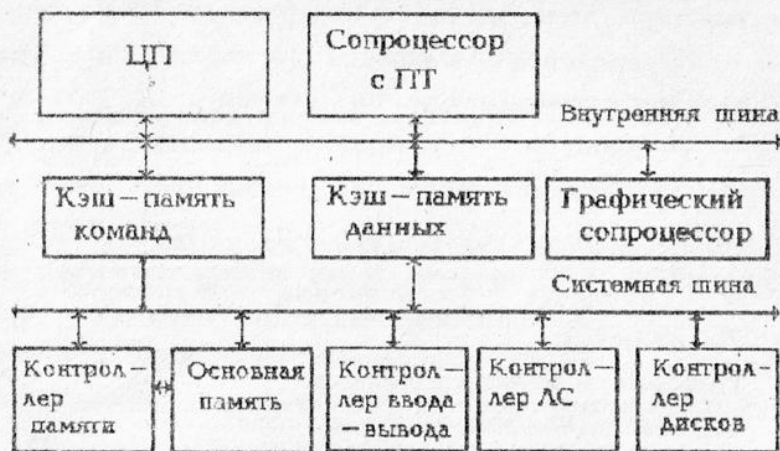 ЦП
Сопроцессор
с ПТ
Внутренняя шина
Кэш — память
команд
Кэш — память
данных
Графический
сопроцессор
Системная шина
Контрол —
лер
памяти
Основная
память
Контрол —
лер ввода
— вывода
Контрол —
лер ЛС
Контрол —
лер
дисков